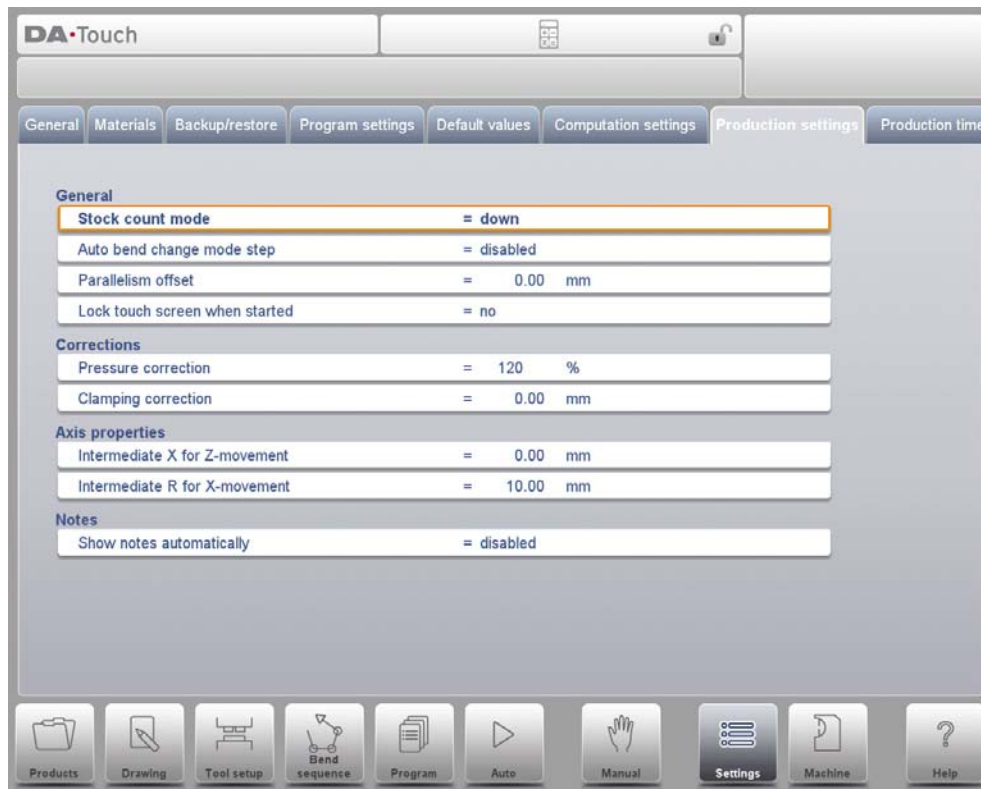 DA•Touch
General Materials Backup/restore Program settings Default values Computation settings Production settings Production time
General
Stock count mode = down
Auto bend change mode step = disabled
Parallelism offset = 0.00 mm
Lock touch screen when started = no
Corrections
Pressure correction = 120 %
Clamping correction = 0.00 mm
Axis properties
Intermediate X for Z-movement = 0.00 mm
Intermediate R for X-movement = 10.00 mm
Notes
Show notes automatically = disabled
Products Drawing Tool setup Bend sequence Program Auto Manual Settings Machine Help